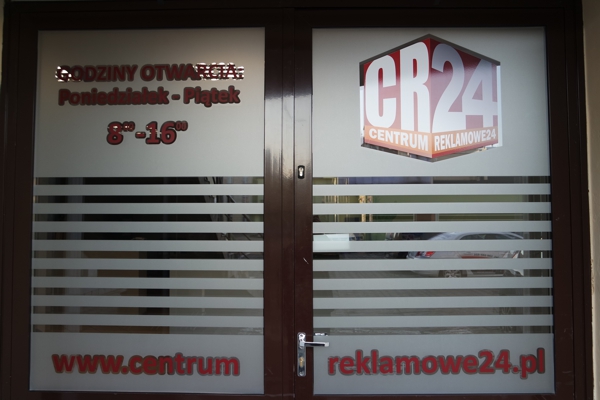 GODZINY OTWARCIA:
Poniedziałek - Piątek
8⁰⁰-16⁰⁰
CR24
CENTRUM REKLAMOWE24
www.centrum reklamowe24.pl